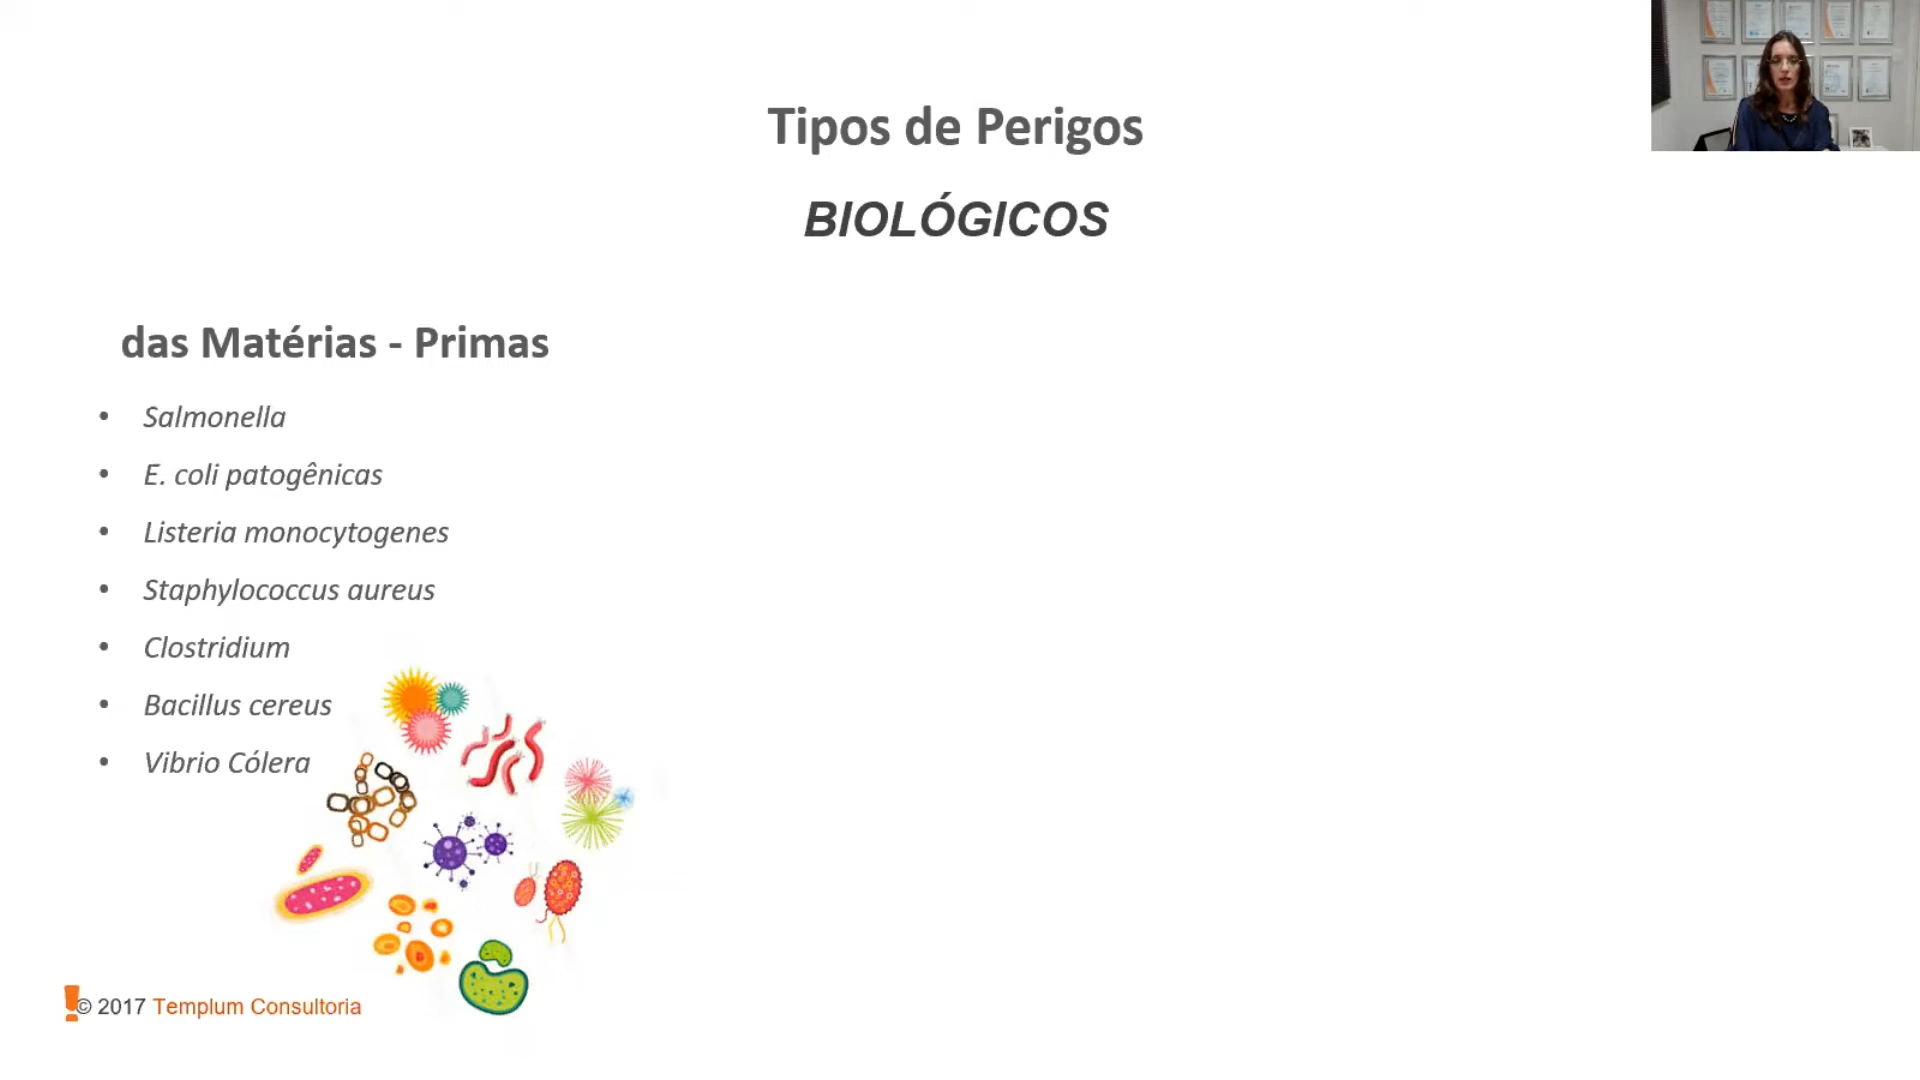 Tipos de Perigos
BIOLÓGICOS
das Matérias - Primas
• Salmonella
• E. coli patogênicas
• Listeria monocytogenes
• Staphylococcus aureus
• Clostridium
• Bacillus cereus
• Vibrio Cólera
© 2017 Templum Consultoria